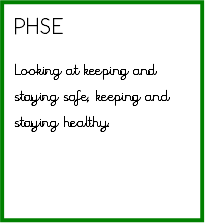 PHSE
Looking at keeping and
staying safe, keeping and
staying healthy.